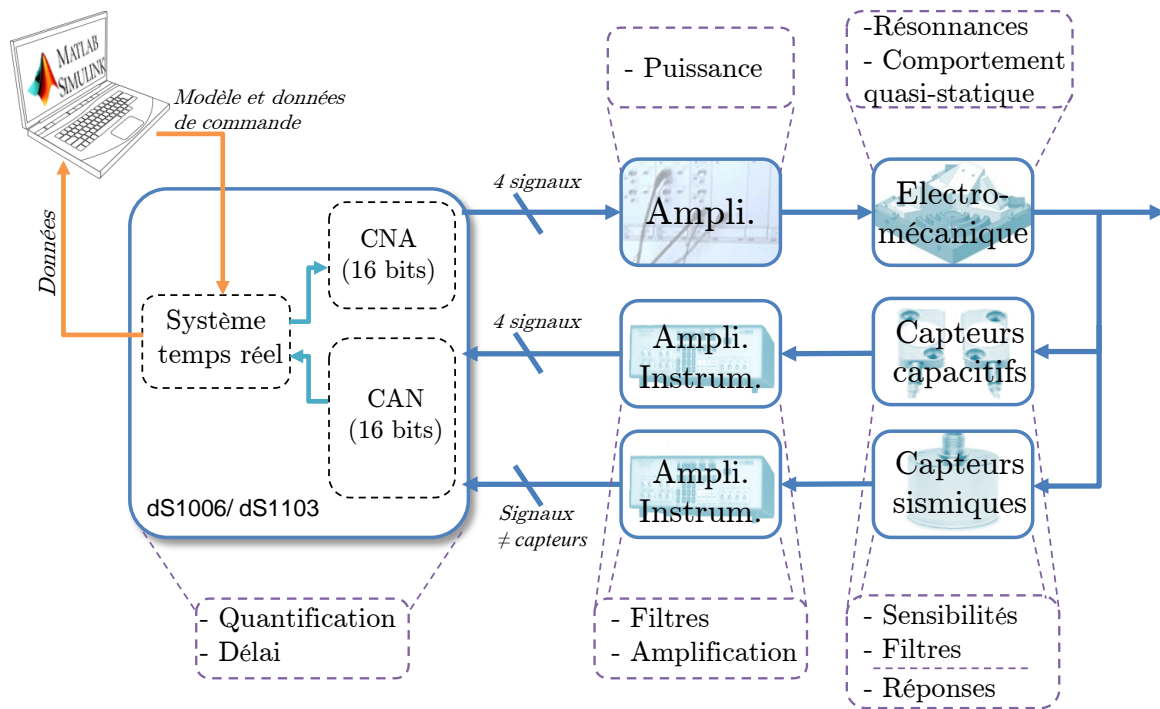 MATLAB
SIMULINK
Modèle et données
de commande
Données
- Puissance
-Résonnances
- Comportement
quasi-statique
4 signaux
Ampli.
Electro-
mécanique
CNA
(16 bits)
Système
temps réel
4 signaux
Ampli.
Instrum.
Capteurs
capacitifs
CAN
(16 bits)
Ampli.
Instrum.
Capteurs
sismiques
dS1006/ dS1103
Signaux
≠ capteurs
- Quantification
- Délai
- Filtres
- Amplification
- Sensibilités
- Filtres
- Réponses